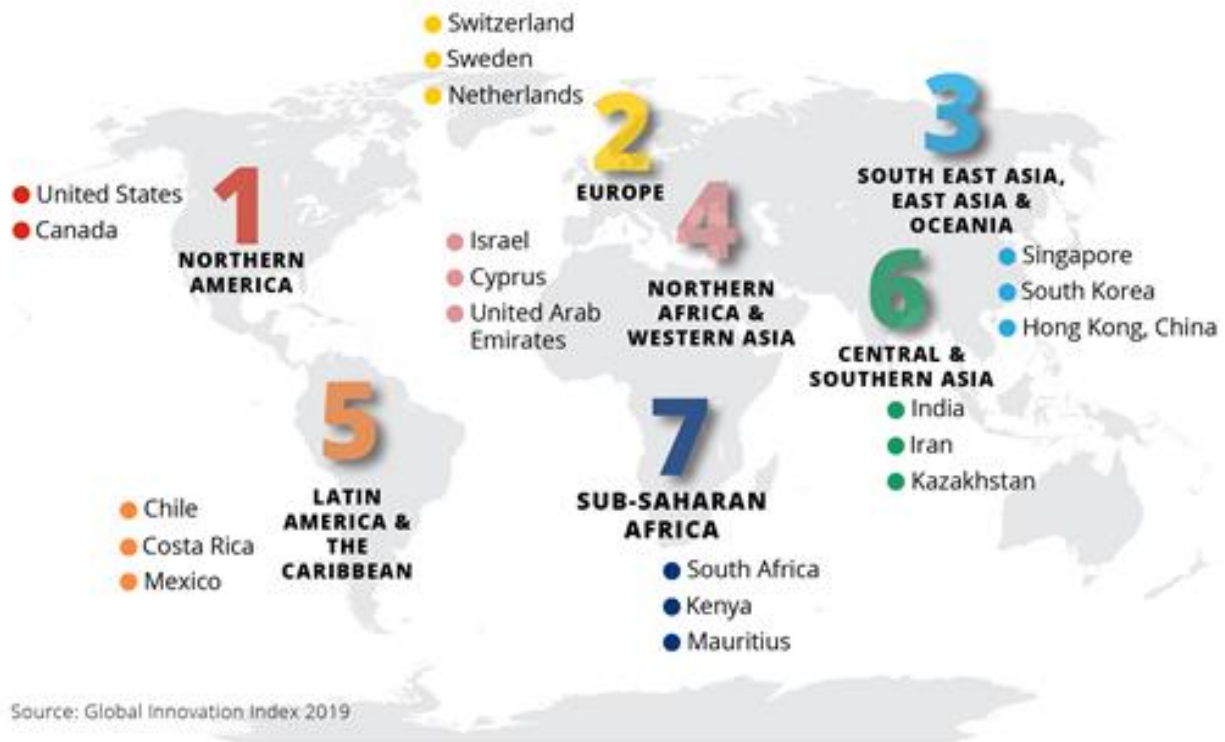 Switzerland
Sweden
Netherlands
2
EUROPE
3
SOUTH EAST ASIA,
EAST ASIA &
OCEANIA
Singapore
South Korea
Hong Kong, China
United States
Canada
1
NORTHERN
AMERICA
Israel
Cyprus
United Arab
Emirates
4
NORTHERN
AFRICA &
WESTERN ASIA
6
CENTRAL &
SOUTHERN ASIA
India
Iran
Kazakhstan
5
LATIN
AMERICA &
THE
CARIBBEAN
Chile
Costa Rica
Mexico
7
SUB-SAHARAN
AFRICA
South Africa
Kenya
Mauritius
Source: Global Innovation Index 2019